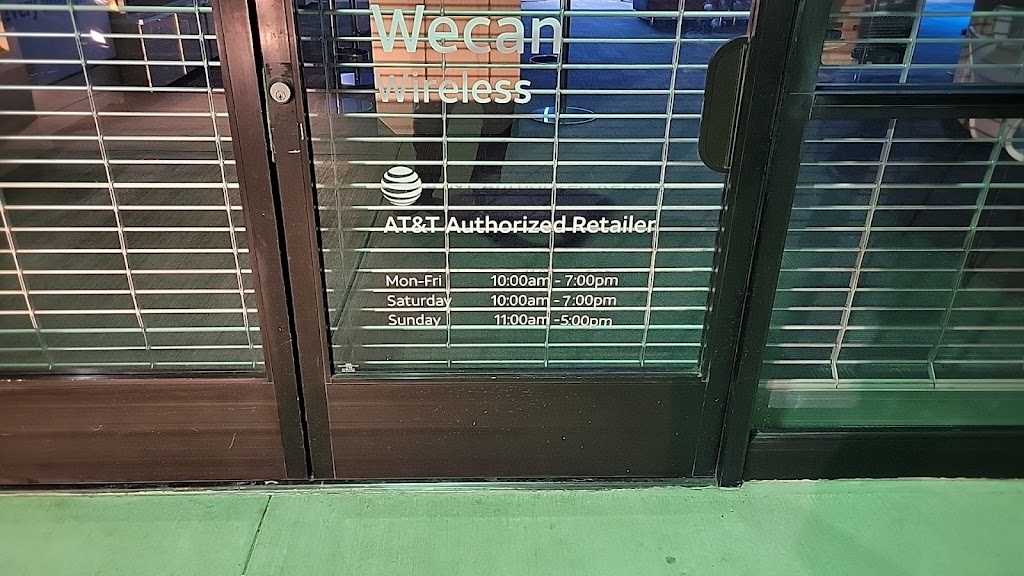 Wecan
Wireless
AT&T Authorized Retailer
Mon-Fri 10:00am - 7:00pm
Saturday 10:00am - 7:00pm
Sunday 11:00am - 5:00pm